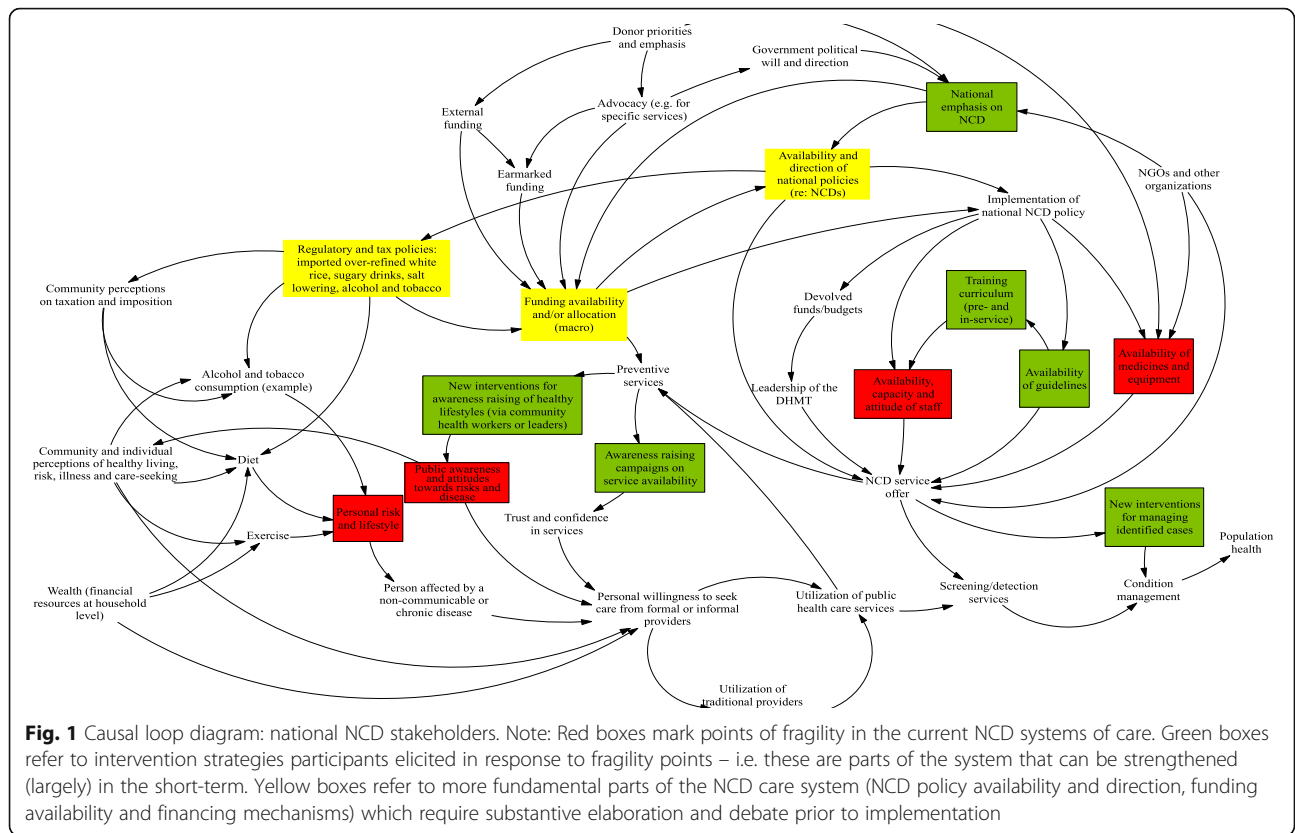 Donor priorities
and emphasis
Government political
will and direction
National
emphasis on
NCD
External
funding
Advocacy (e.g. for
specific services)
Earmarked
funding
Availability and
direction of
national policies
(re: NCDs)
NGOs and other
organizations
Implementation of
national NCD policy
Regulatory and tax policies:
imported over-refined white
rice, sugary drinks, salt
lowering, alcohol and tobacco
Community perceptions
on taxation and imposition
Funding availability
and/or allocation
(macro)
Devolved
funds/budgets
Training
curriculum
(pre- and
in-service)
Alcohol and tobacco
consumption (example)
Preventive
services
New interventions for
awareness raising of healthy
lifestyles (via community
health workers or leaders)
Leadership of the
DHMT
Availability,
capacity and
attitude of staff
Availability
of guidelines
Availability of
medicines and
equipment
Community and individual
perceptions of healthy living,
risk, illness and care-seeking
Diet
Public awareness
and attitudes
towards risks and
disease
Awareness raising
campaigns on
service availability
NCD service
offer
New interventions
for managing
identified cases
Personal risk
and lifestyle
Exercise
Trust and confidence
in services
Population
health
Wealth (financial
resources at household
level)
Person affected by a
non-communicable or
chronic disease
Personal willingness to seek
care from formal or informal
providers
Utilization of public
health care services
Screening/detection
services
Condition
management
Utilization of
traditional providers
Fig. 1 Causal loop diagram: national NCD stakeholders. Note: Red boxes mark points of fragility in the current NCD systems of care. Green boxes
refer to intervention strategies participants elicited in response to fragility points – i.e. these are parts of the system that can be strengthened
(largely) in the short-term. Yellow boxes refer to more fundamental parts of the NCD care system (NCD policy availability and direction, funding
availability and financing mechanisms) which require substantive elaboration and debate prior to implementation